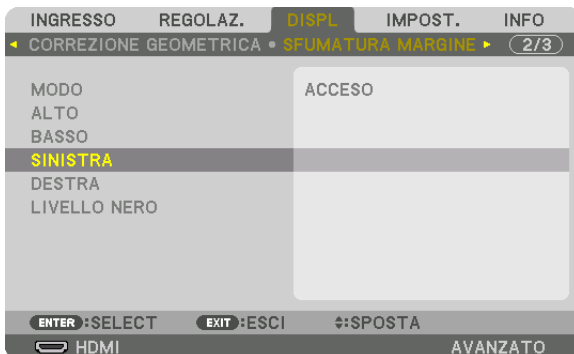 INGRESSO REGOLAZ. DISPL IMPOST. INFO
CORREZIONE GEOMETRICA • SFUMATURA MARGINE 2/3
MODO ACCESO
ALTO
BASSO
SINISTRA
DESTRA
LIVELLO NERO
ENTER :SELECT EXIT :ESCI :SPOSTA
HDMI AVANZATO